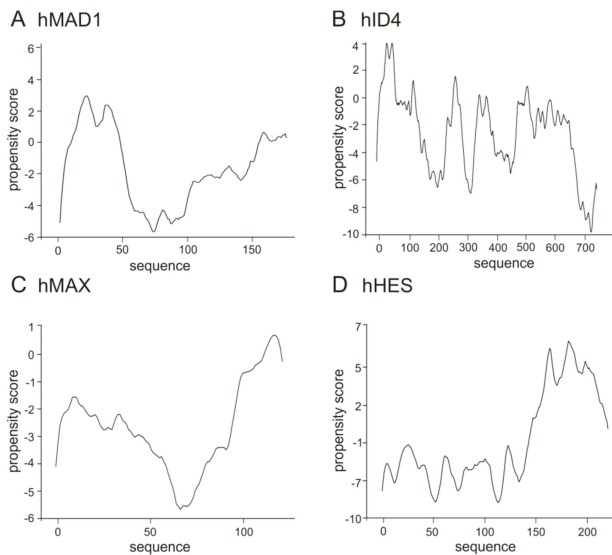 A hMAD1
propensity score
6
4
2
0
-2
-4
-6
0 50 100 150
sequence
B hID4
propensity score
4
2
0
-2
-4
-6
-8
-10
0 100 200 300 400 500 600 700
sequence
C hMAX
propensity score
1
0
-1
-2
-3
-4
-5
-6
0 50 100
sequence
D hHES
propensity score
7
5
2
-1
-7
-10
0 50 100 150 200
sequence